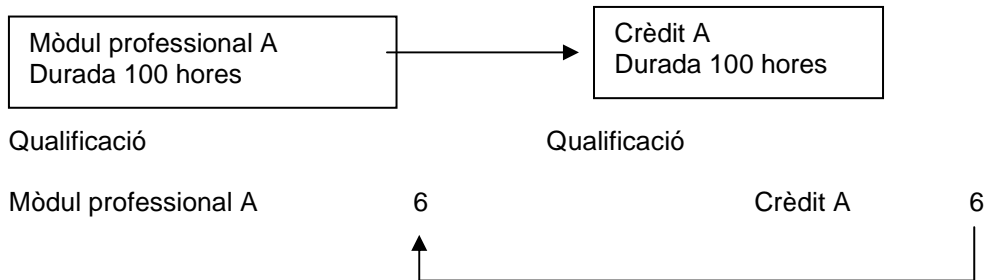 Mòdul professional A
Durada 100 hores
Crèdit A
Durada 100 hores
Qualificació Qualificació
Mòdul professional A 6 Crèdit A 6